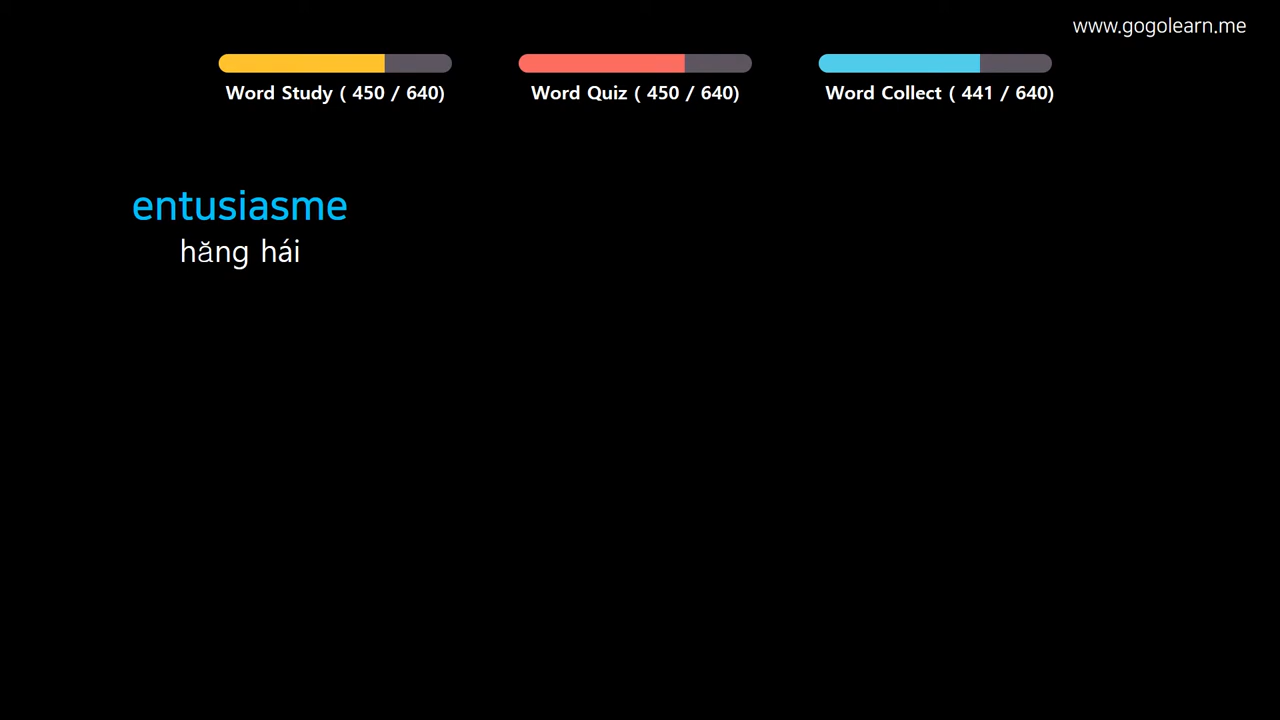 www.gogolearn.me
Word Study ( 450 / 640)
Word Quiz ( 450 / 640)
Word Collect ( 441 / 640)
entusiasme
hăng hái